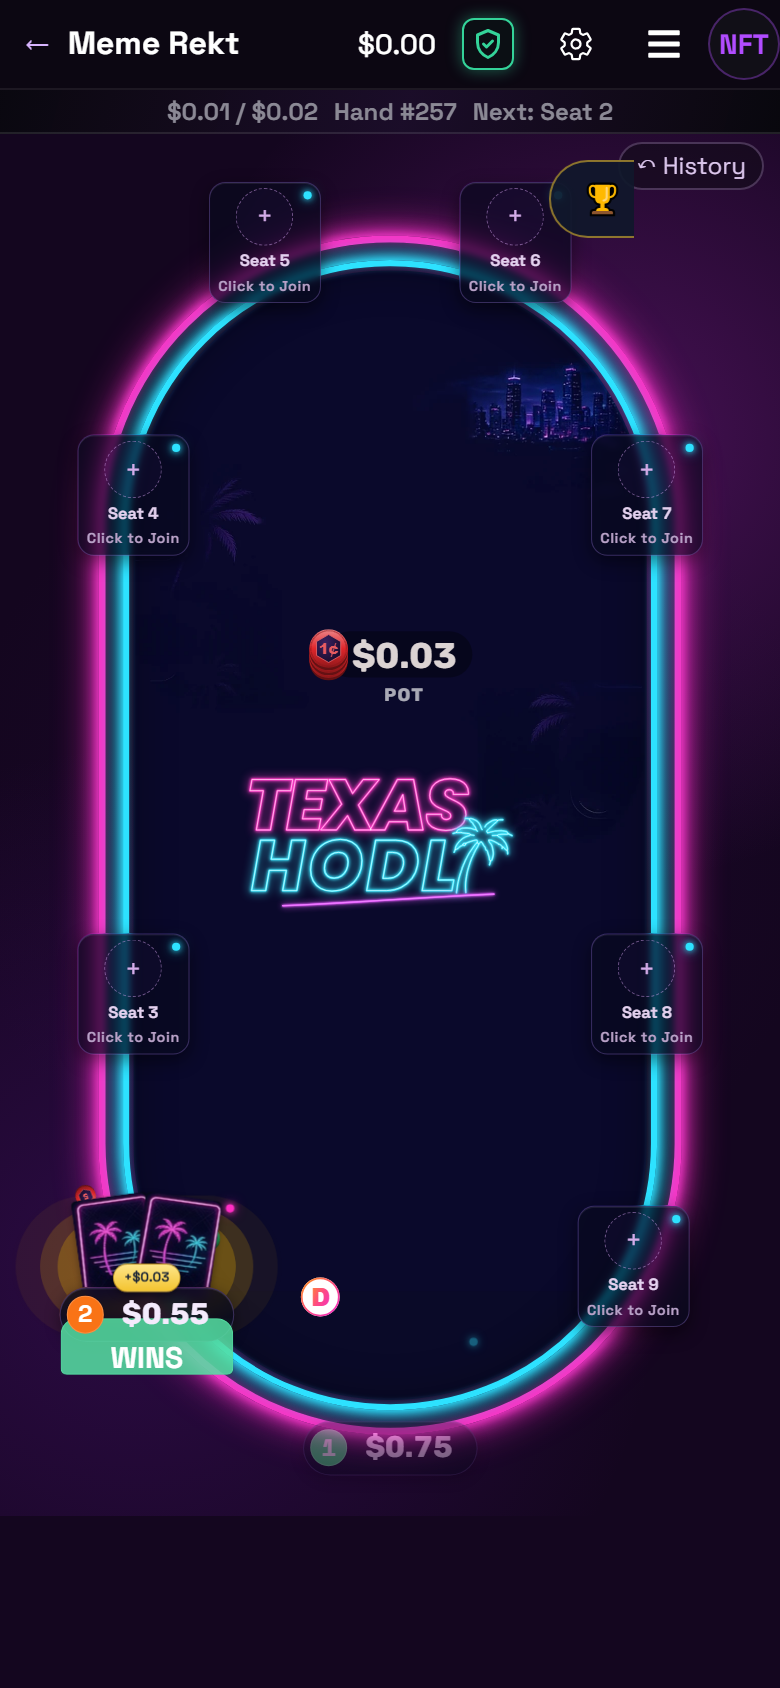 ← Meme Rekt $0.00 NFT
$0.01 / $0.02 Hand #257 Next: Seat 2
History
+
Seat 5
Click to Join
+
Seat 6
Click to Join
+
Seat 4
Click to Join
+
Seat 7
Click to Join
1¢ $0.03
POT
TEXAS
HODL
+
Seat 3
Click to Join
+
Seat 8
Click to Join
+
Seat 9
Click to Join
+$0.03
2 $0.55
D
WINS
1 $0.75